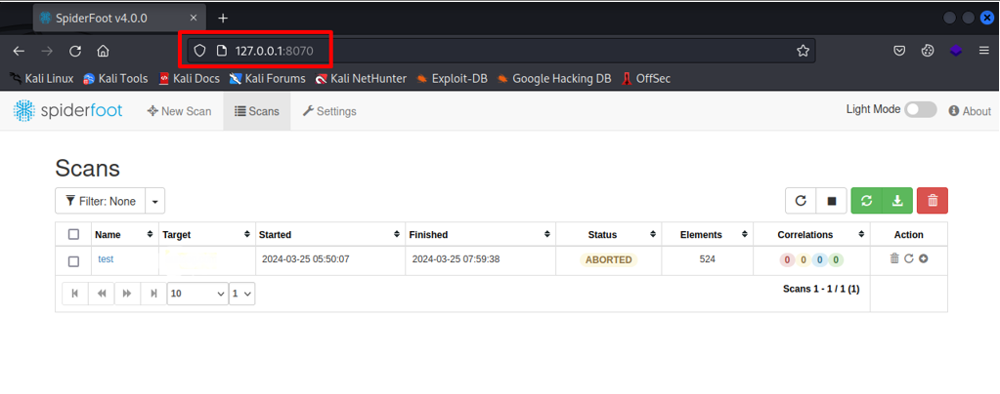 SpiderFoot v4.0.0
127.0.0.1:8070
Kali Linux Kali Tools Kali Docs Kali Forums Kali NetHunter Exploit-DB Google Hacking DB OffSec
spiderfoot New Scan Scans Settings Light Mode About
Scans
Filter: None
Name Target Started Finished Status Elements Correlations Action
test 2024-03-25 05:50:07 2024-03-25 07:59:38 ABORTED 524 0 0 0 0
10 1 Scans 1 - 1 / 1 (1)